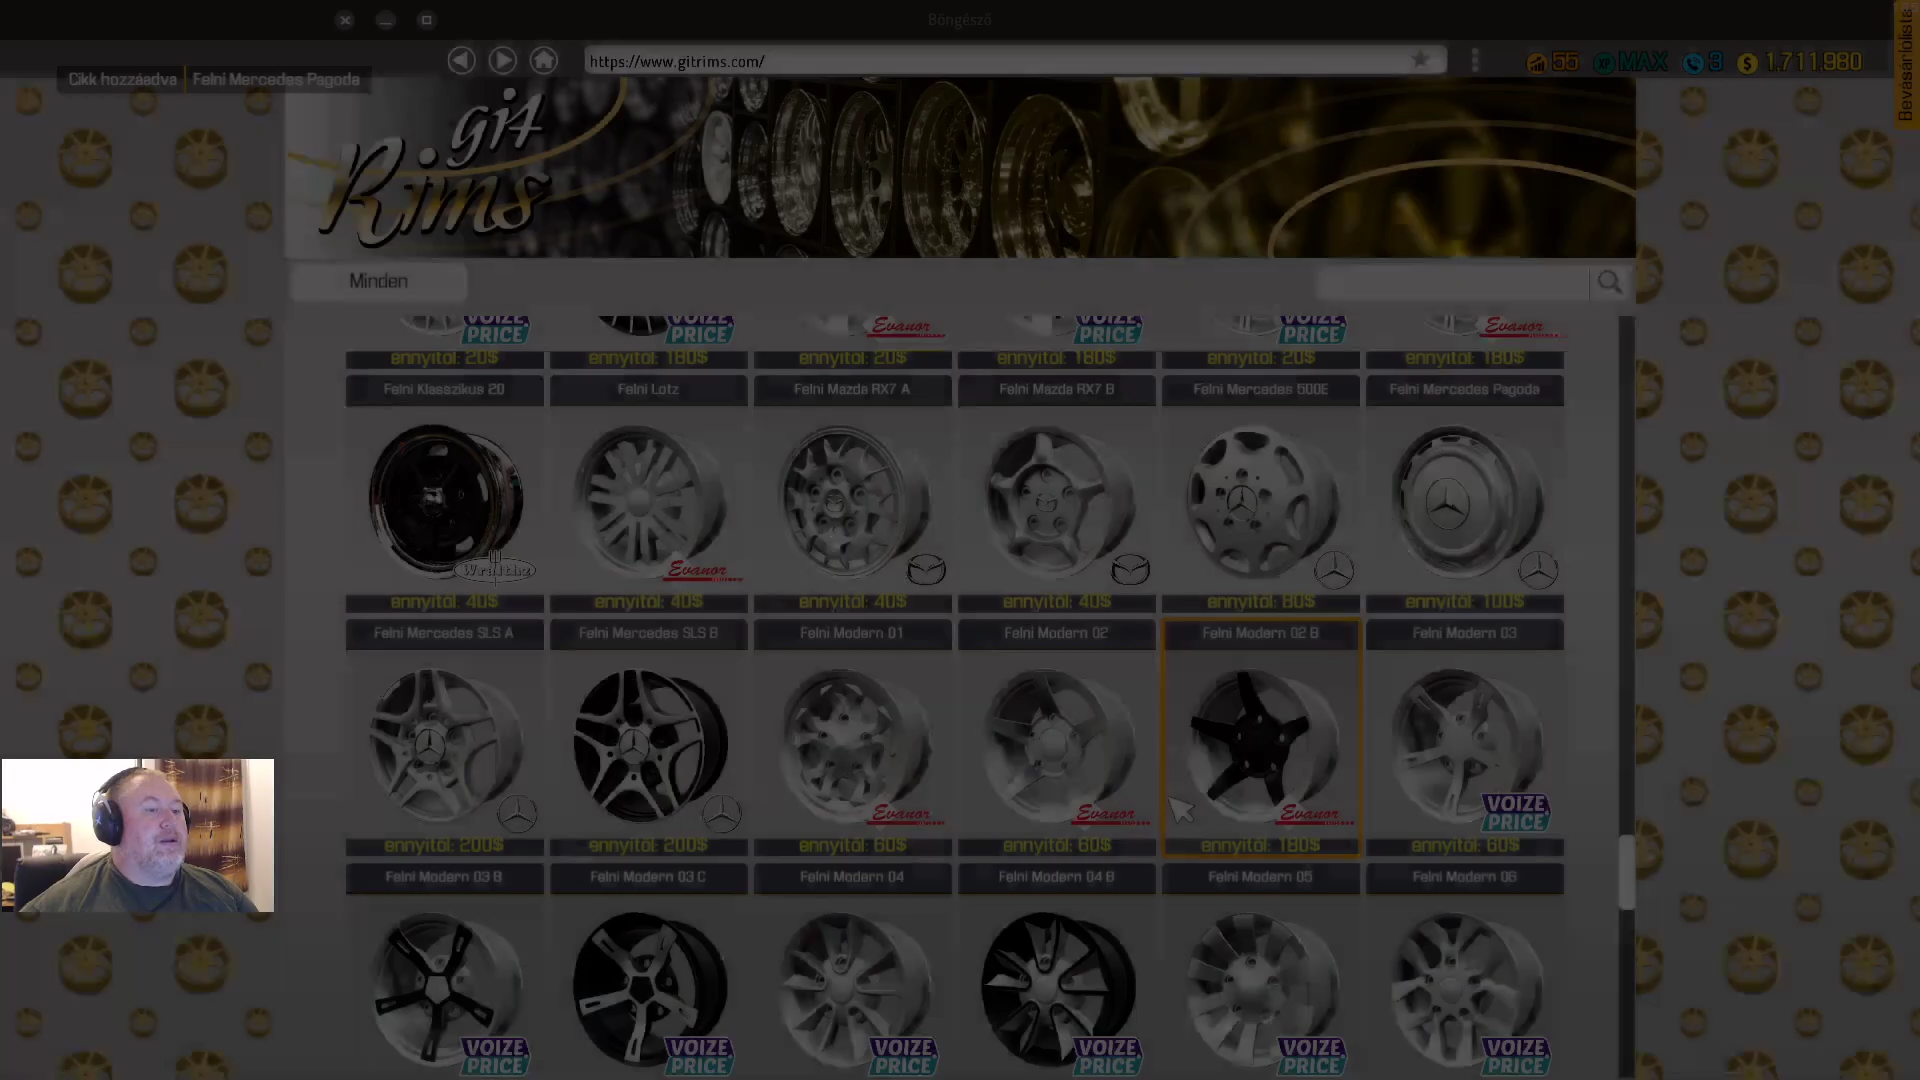 Böngésző
Bevásárlólista
https://www.gitrims.com/
55 XP MAX 3 $ 1.711.980
Cikk hozzáadva Felni Mercedes Pagoda
git
Rims
Minden
VOIZE PRICE VOIZE PRICE Evanor VOIZE PRICE VOIZE PRICE Evanor
ennyitől: 20$ ennyitől: 180$ ennyitől: 20$ ennyitől: 180$ ennyitől: 20$ ennyitől: 180$
Felni Klasszikus 20 Felni Lotz Felni Mazda RX7 A Felni Mazda RX7 B Felni Mercedes 500E Felni Mercedes Pagoda
Wraithz Evanor
ennyitől: 40$ ennyitől: 40$ ennyitől: 40$ ennyitől: 40$ ennyitől: 80$ ennyitől: 100$
Felni Mercedes SLS A Felni Mercedes SLS B Felni Modern 01 Felni Modern 02 Felni Modern 02 B Felni Modern 03
Evanor Evanor Evanor VOIZE PRICE
ennyitől: 200$ ennyitől: 200$ ennyitől: 60$ ennyitől: 60$ ennyitől: 180$ ennyitől: 60$
Felni Modern 03 B Felni Modern 03 C Felni Modern 04 Felni Modern 04 B Felni Modern 05 Felni Modern 06
VOIZE PRICE VOIZE PRICE VOIZE PRICE VOIZE PRICE VOIZE PRICE VOIZE PRICE